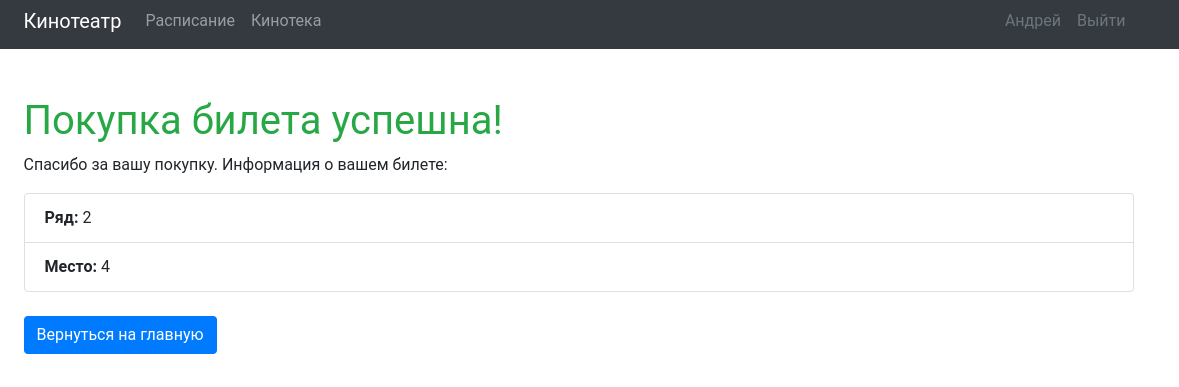 Кинотеатр Расписание Кинотека Андрей Выйти
Покупка билета успешна!
Спасибо за вашу покупку. Информация о вашем билете:
Ряд: 2
Место: 4
Вернуться на главную